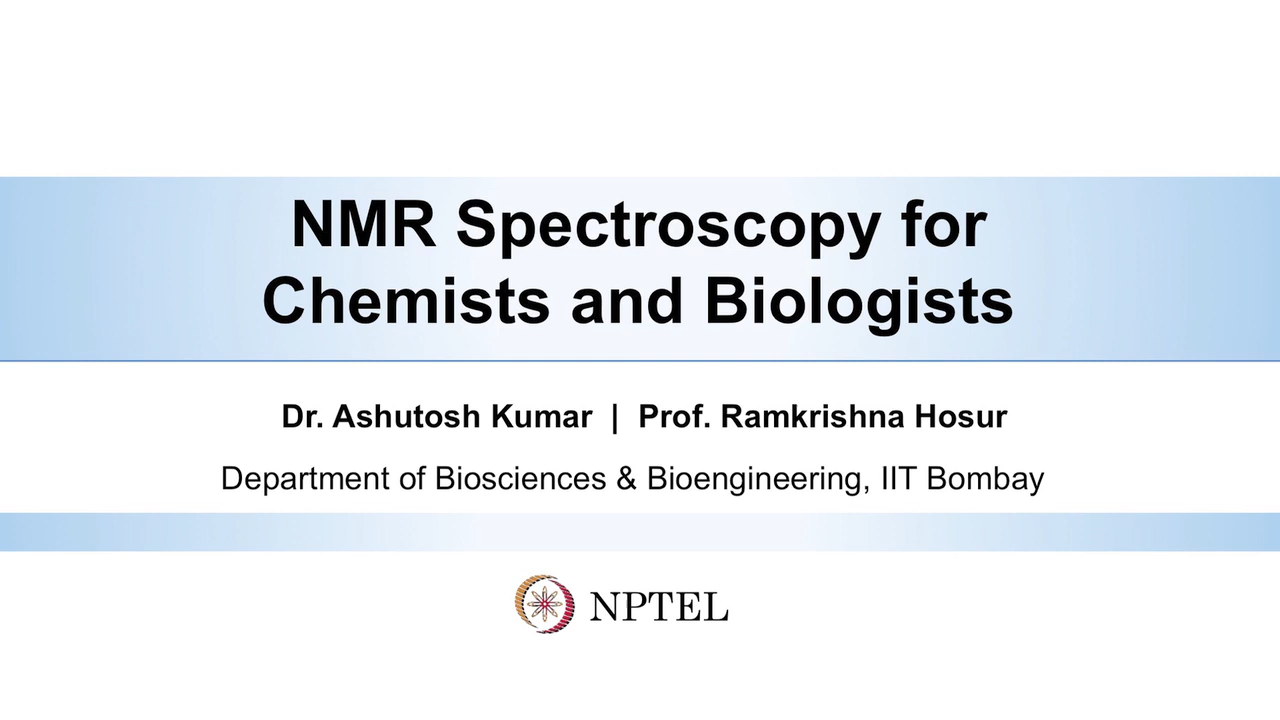 NMR Spectroscopy for
Chemists and Biologists
Dr. Ashutosh Kumar | Prof. Ramkrishna Hosur
Department of Biosciences & Bioengineering, IIT Bombay
NPTEL